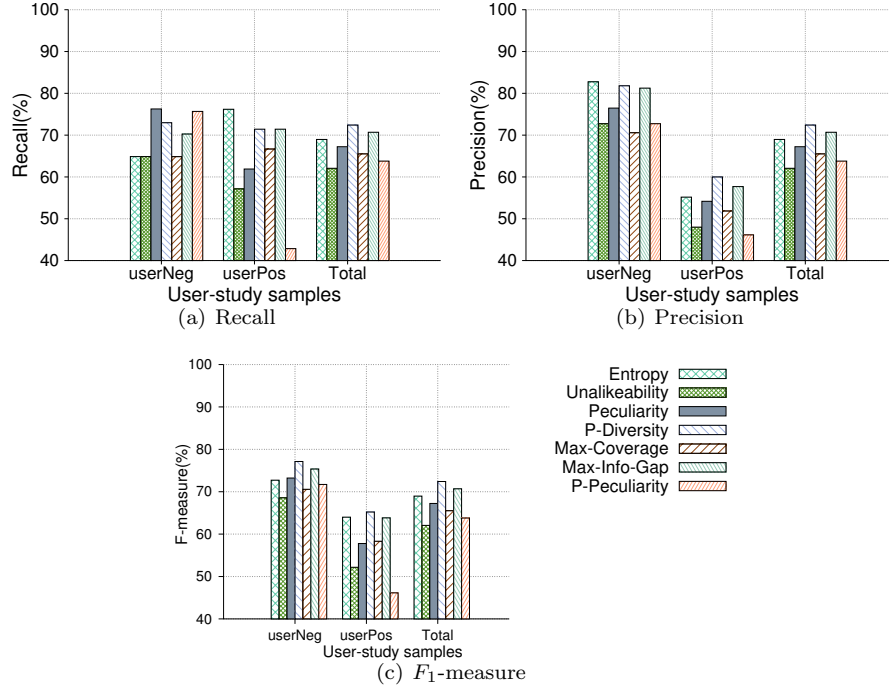 100
90
80
70
60
50
40
Recall(%)
userNeg userPos Total
User-study samples
(a) Recall
100
90
80
70
60
50
40
Precision(%)
userNeg userPos Total
User-study samples
(b) Precision
100
90
80
70
60
50
40
F-measure(%)
userNeg userPos Total
User-study samples
(c) F1-measure
Entropy
Unalikeability
Peculiarity
P-Diversity
Max-Coverage
Max-Info-Gap
P-Peculiarity